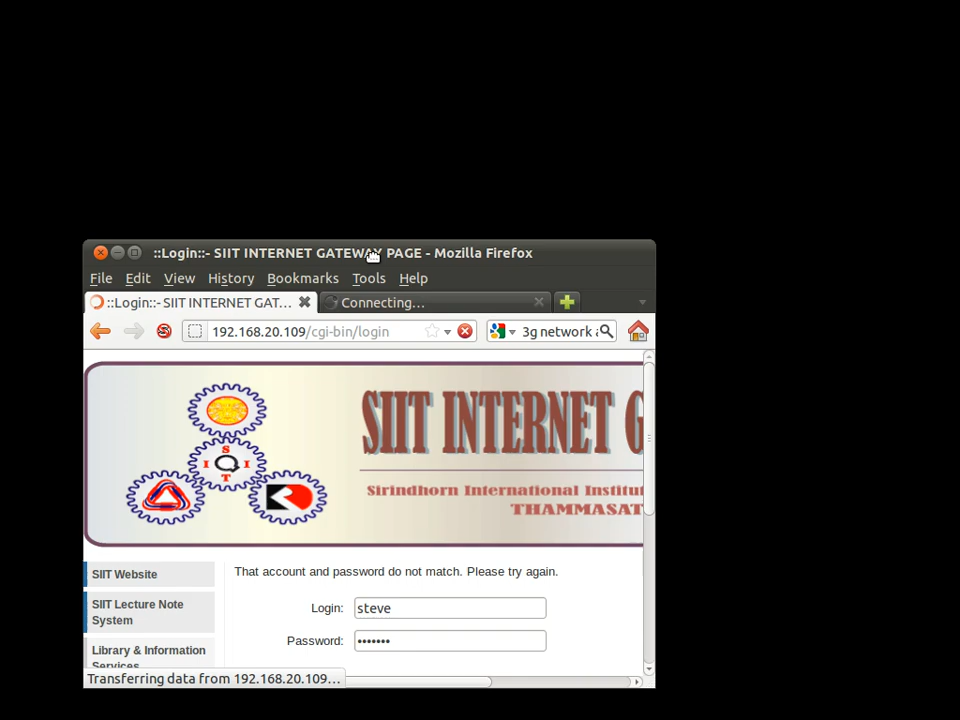 ::Login::- SIIT INTERNET GATEWAY PAGE - Mozilla Firefox
File Edit View History Bookmarks Tools Help
::Login::- SIIT INTERNET GAT... Connecting...
192.168.20.109/cgi-bin/login 3g network
SIIT INTERNET G
S
I I
T
Sirindhorn International Institut
THAMMASAT
SIIT Website
SIIT Lecture Note
System
Library & Information
Services
That account and password do not match. Please try again.
Login: steve
Password: •••••••
Transferring data from 192.168.20.109...